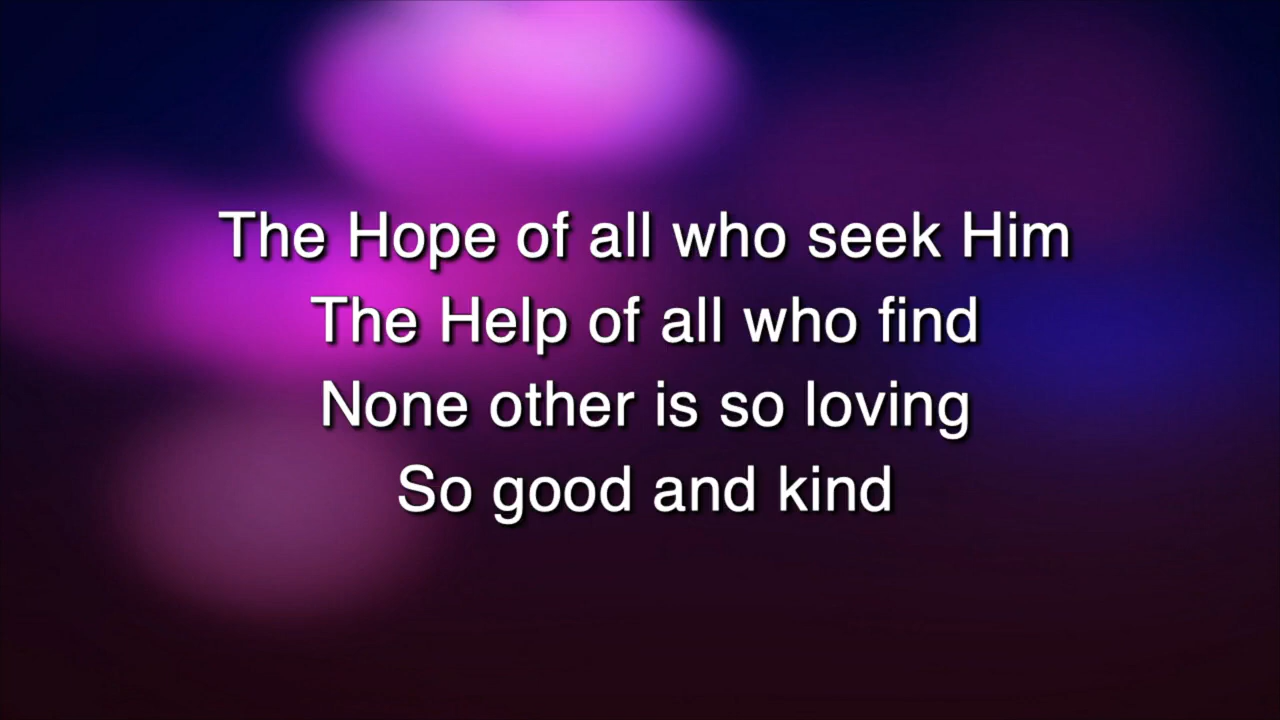 The Hope of all who seek Him
The Help of all who find
None other is so loving
So good and kind